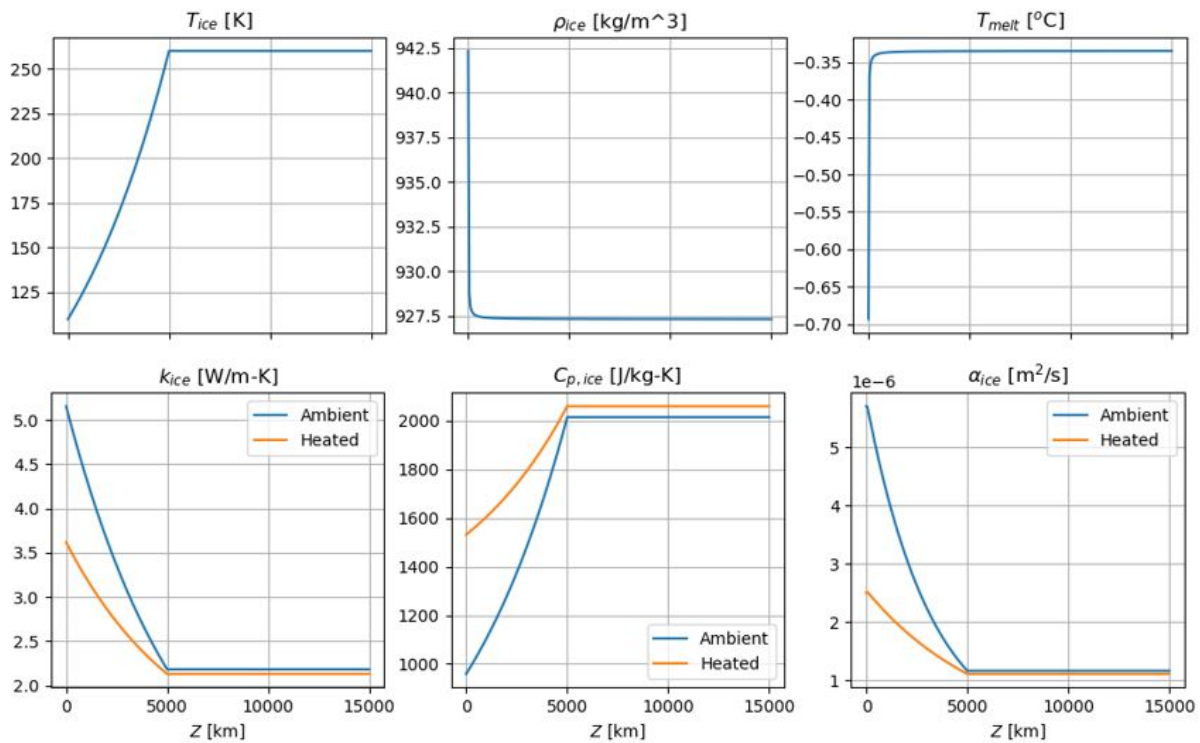 T_ice [K]
250
225
200
175
150
125
ρ_ice [kg/m^3]
942.5
940.0
937.5
935.0
932.5
930.0
927.5
T_melt [°C]
−0.35
−0.40
−0.45
−0.50
−0.55
−0.60
−0.65
−0.70
k_ice [W/m-K]
5.0
4.5
4.0
3.5
3.0
2.5
2.0
Ambient
Heated
0 5000 10000 15000
Z [km]
C_p,ice [J/kg-K]
2000
1800
1600
1400
1200
1000
Ambient
Heated
0 5000 10000 15000
Z [km]
α_ice [m²/s]
1e−6
5
4
3
2
1
Ambient
Heated
0 5000 10000 15000
Z [km]